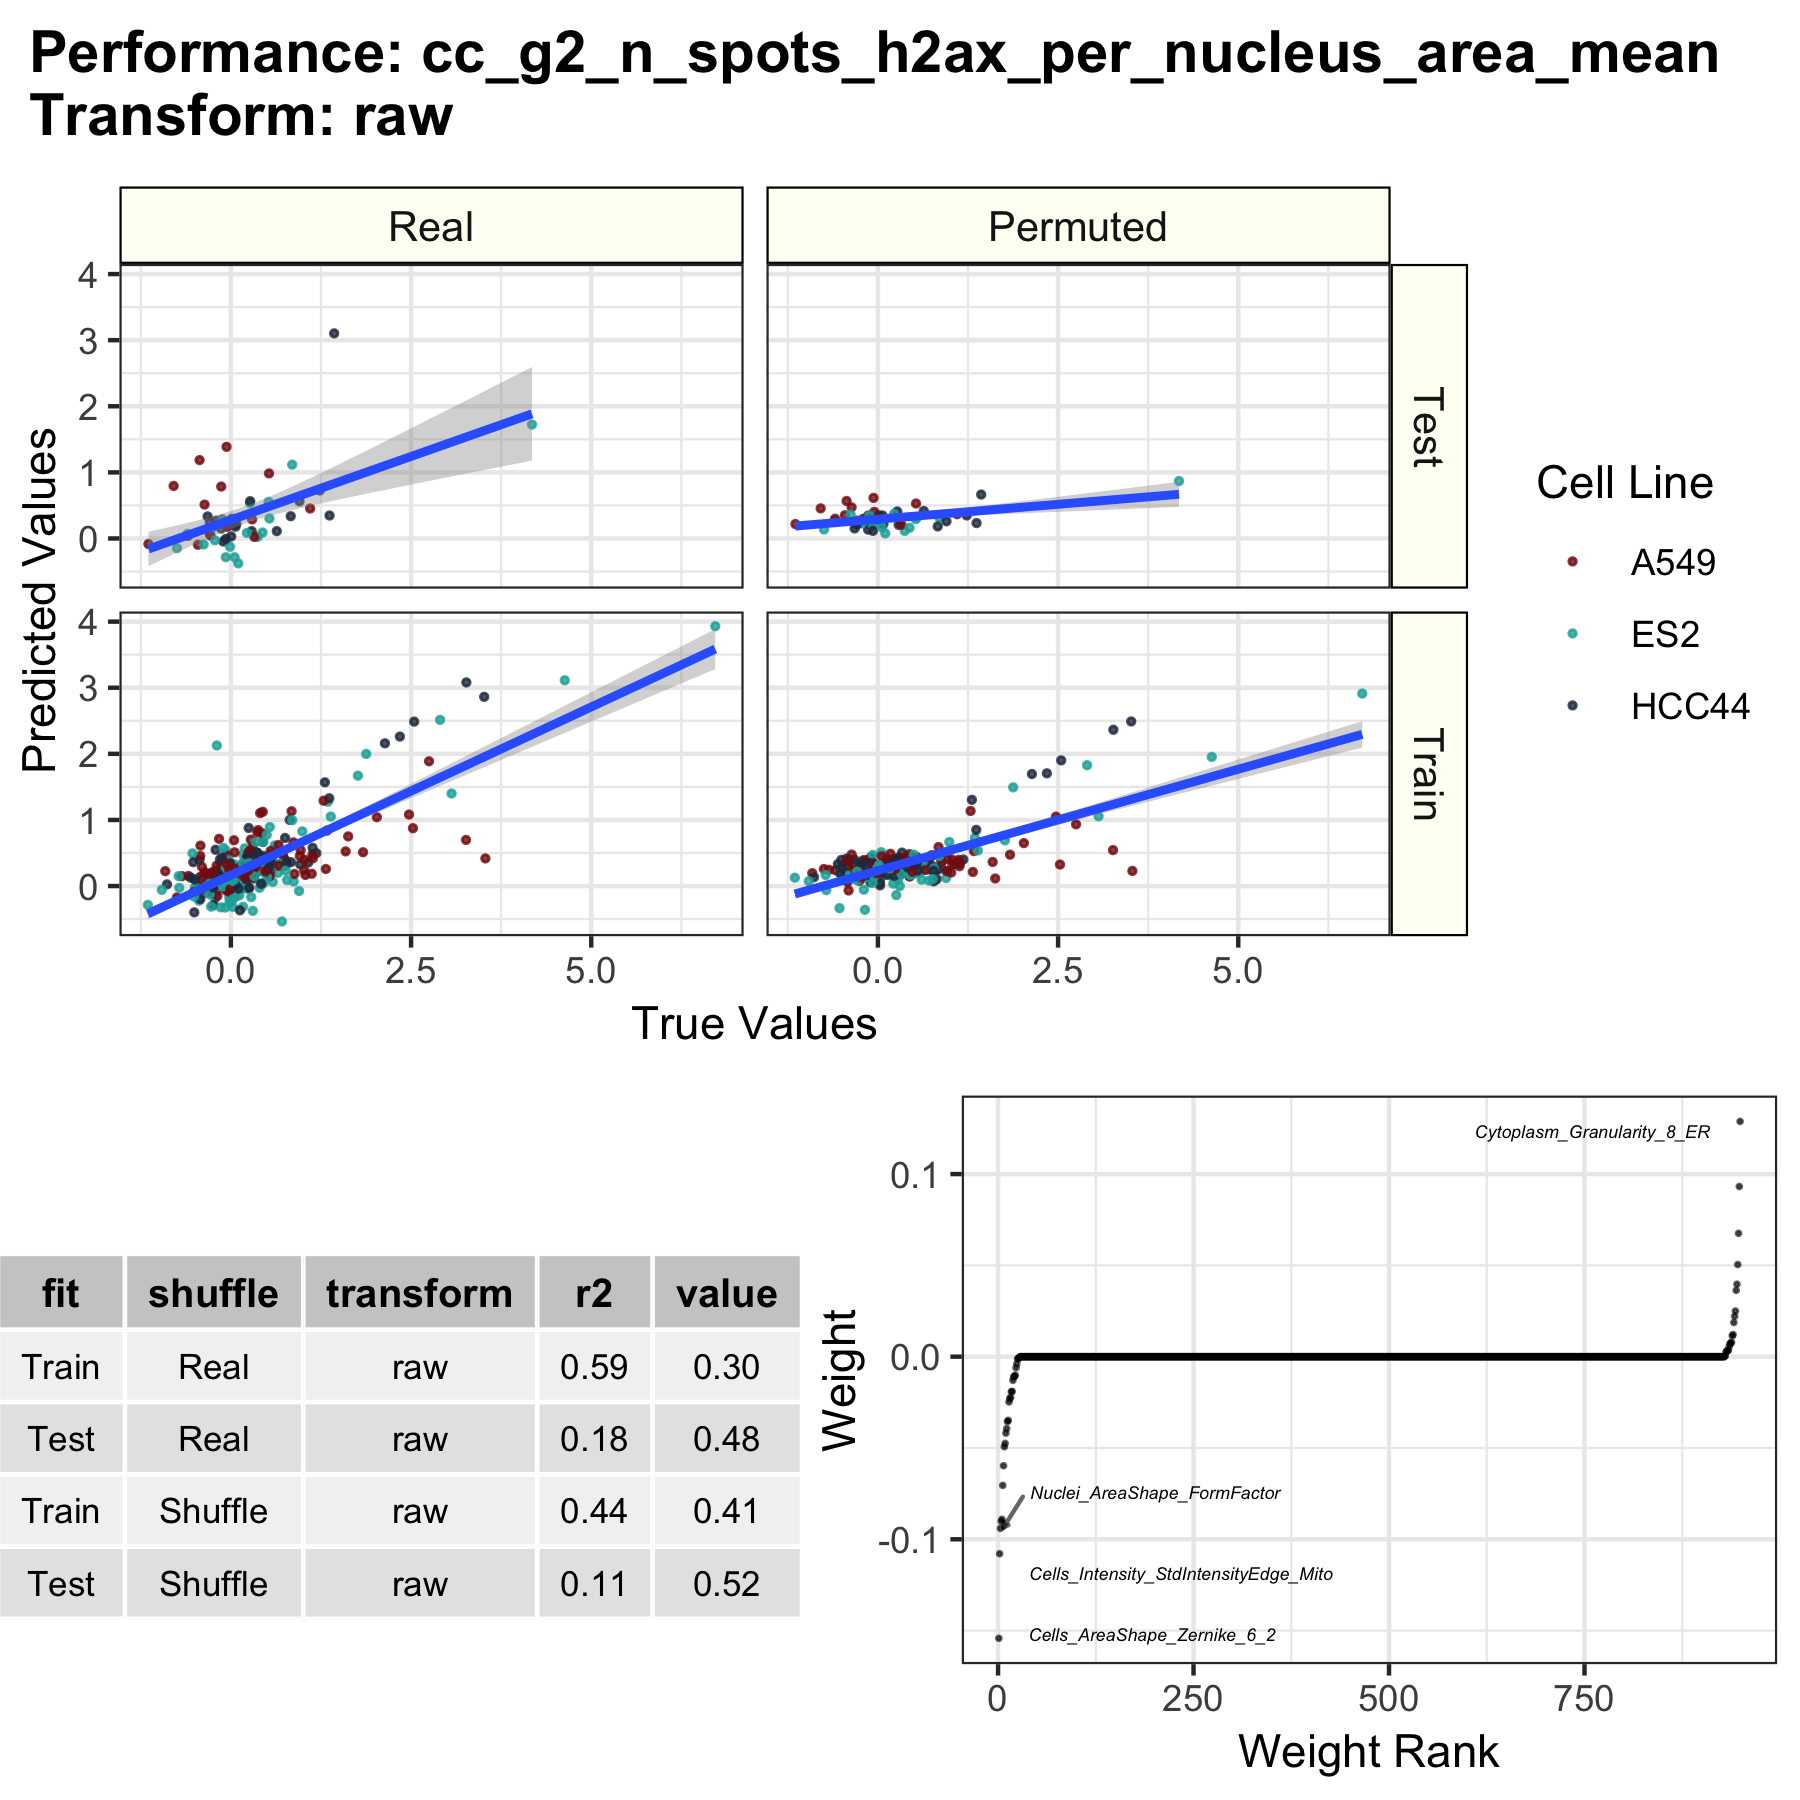 Performance: cc_g2_n_spots_h2ax_per_nucleus_area_mean
Transform: raw
Real
Permuted
4
3
2
1
0
Test
4
3
2
1
0
Train
Predicted Values
0.0
2.5
5.0
0.0
2.5
5.0
True Values
Cell Line
A549
ES2
HCC44
fit shuffle transform r2 value
Train Real raw 0.59 0.30
Test Real raw 0.18 0.48
Train Shuffle raw 0.44 0.41
Test Shuffle raw 0.11 0.52
Weight
0.1
0.0
-0.1
Cytoplasm_Granularity_8_ER
Nuclei_AreaShape_FormFactor
Cells_Intensity_StdIntensityEdge_Mito
Cells_AreaShape_Zernike_6_2
0
250
500
750
Weight Rank